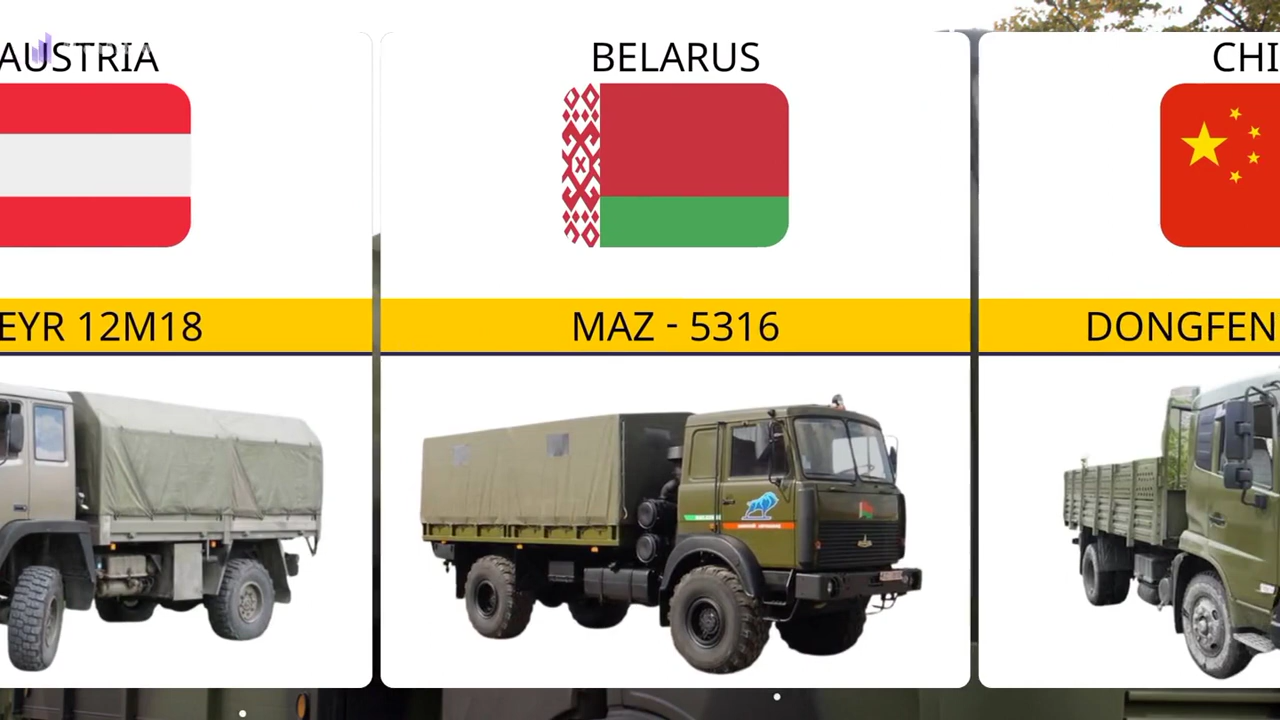 AUSTRIA
BELARUS
CHI
EYR 12M18
MAZ - 5316
DONGFEN